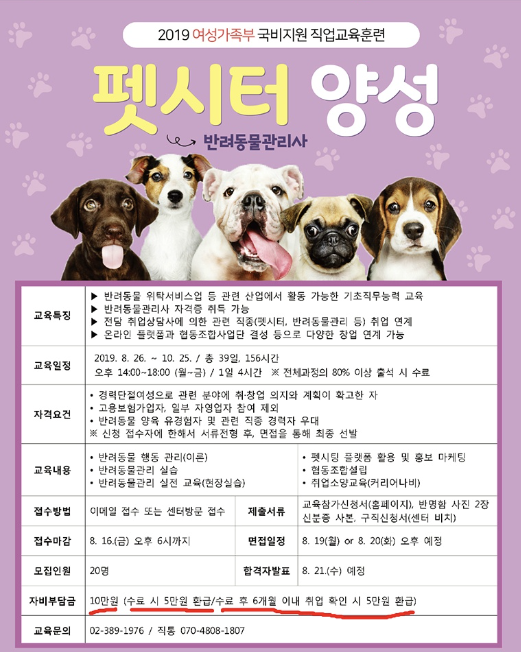 2019 여성가족부 국비지원 직업교육훈련
펫시터 양성
반려동물관리사
교육특징
▶ 반려동물 위탁서비스업 등 관련 산업에서 활동 가능한 기초직무능력 교육
▶ 반려동물관리사 자격증 취득 가능
▶ 전담 취업상담사에 의한 관련 직종(펫시터, 반려동물관리 등) 취업 연계
▶ 온라인 플랫폼과 협동조합사업단 결성 등으로 다양한 창업 연계 가능
교육일정
2019. 8. 26. ~ 10. 25. / 총 39일, 156시간
오후 14:00~18:00 (월~금) / 1일 4시간 ※ 전체과정의 80% 이상 출석 시 수료
자격요건
• 경력단절여성으로 관련 분야에 취·창업 의지와 계획이 확고한 자
• 고용보험가입자, 일부 자영업자 참여 제외
• 반려동물 양육 유경험자 및 관련 직종 경력자 우대
※ 신청 접수자에 한해서 서류전형 후, 면접을 통해 최종 선발
교육내용
• 반려동물 행동 관리(이론)
• 반려동물관리 실습
• 반려동물관리 실전 교육(현장실습)
• 펫시팅 플랫폼 활용 및 홍보 마케팅
• 협동조합설립
• 취업소양교육(커리어나비)
접수방법
이메일 접수 또는 센터방문 접수
제출서류
교육참가신청서(홈페이지), 반명함 사진 2장
신분증 사본, 구직신청서(센터 비치)
접수마감
8. 16.(금) 오후 6시까지
면접일정
8. 19(월) or 8. 20(화) 오후 예정
모집인원
20명
합격자발표
8. 21.(수) 예정
자비부담금
10만원 (수료 시 5만원 환급/수료 후 6개월 이내 취업 확인 시 5만원 환급)
교육문의
02-389-1976 / 직통 070-4808-1807